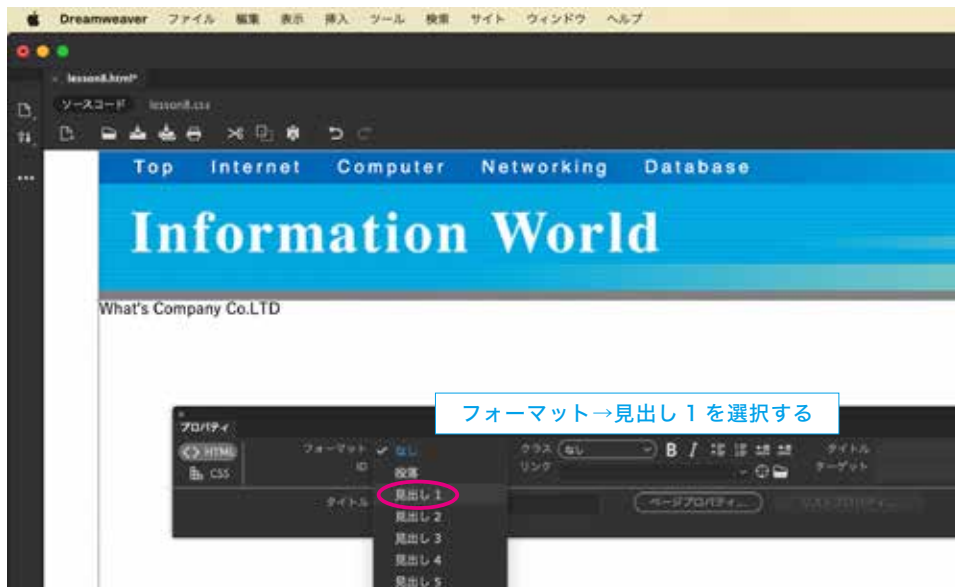 Dreamweaver ファイル 編集 表示 挿入 ツール 検索 サイト ウィンドウ ヘルプ
lesson8.html*
ソースコード lesson8.css
Top Internet Computer Networking Database
Information World
What's Company Co.LTD
フォーマット→見出し 1 を選択する
プロパティ
<> HTML フォーマット なし クラス なし B I タイトル
CSS ID 段落 リンク ターゲット
タイトル 見出し 1 ページプロパティ...
見出し 2
見出し 3
見出し 4
見出し 5